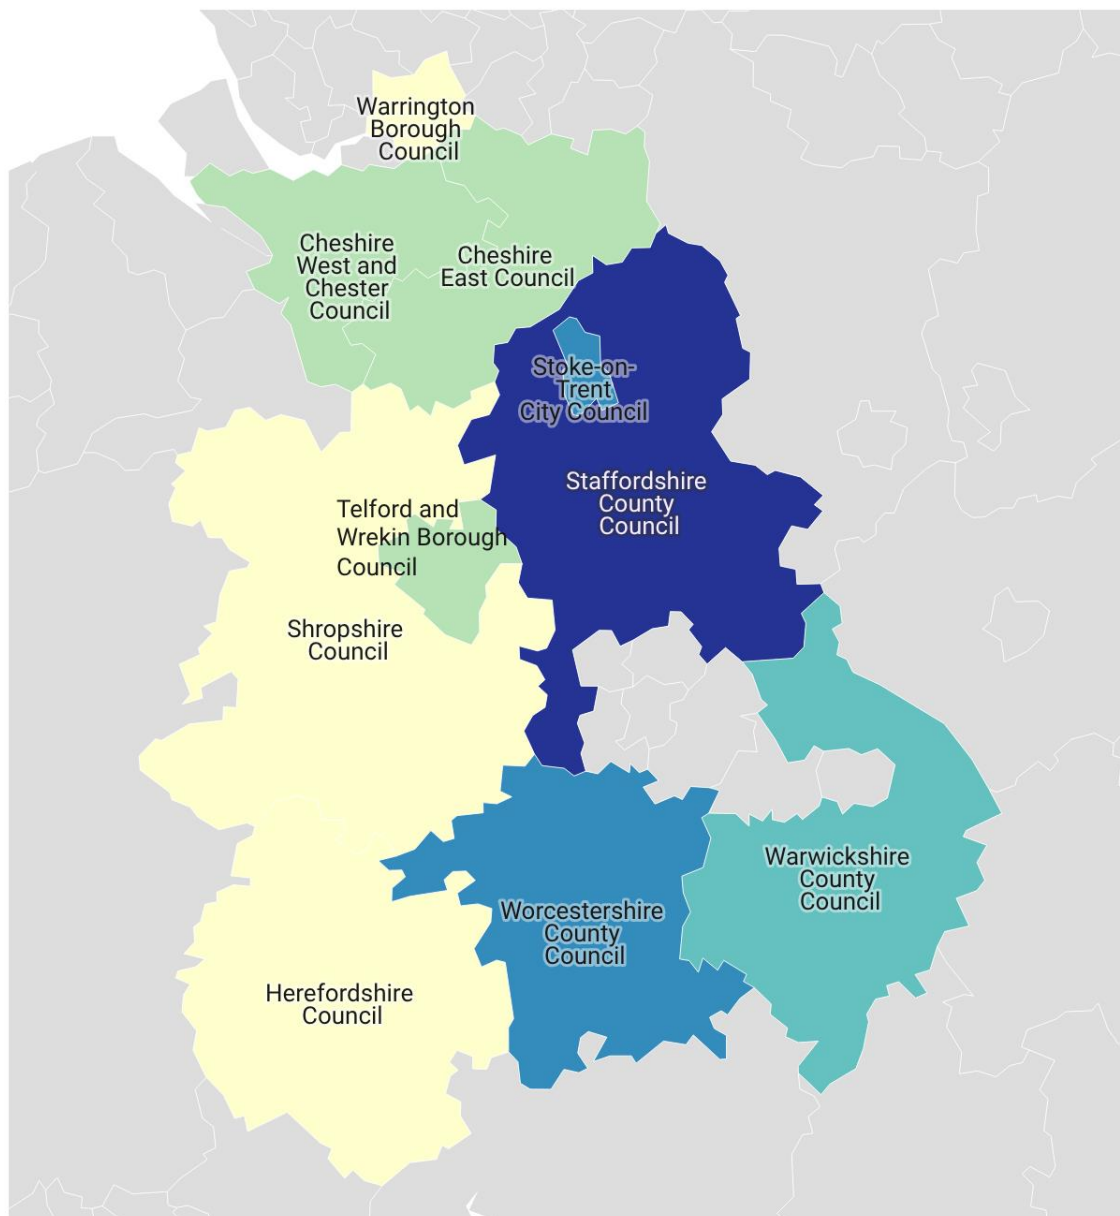 Warrington
Borough
Council
Cheshire
West and
Chester
Council
Cheshire
East Council
Stoke-on-
Trent
City Council
Staffordshire
County
Council
Telford and
Wrekin Borough
Council
Shropshire
Council
Warwickshire
County
Council
Worcestershire
County
Council
Herefordshire
Council